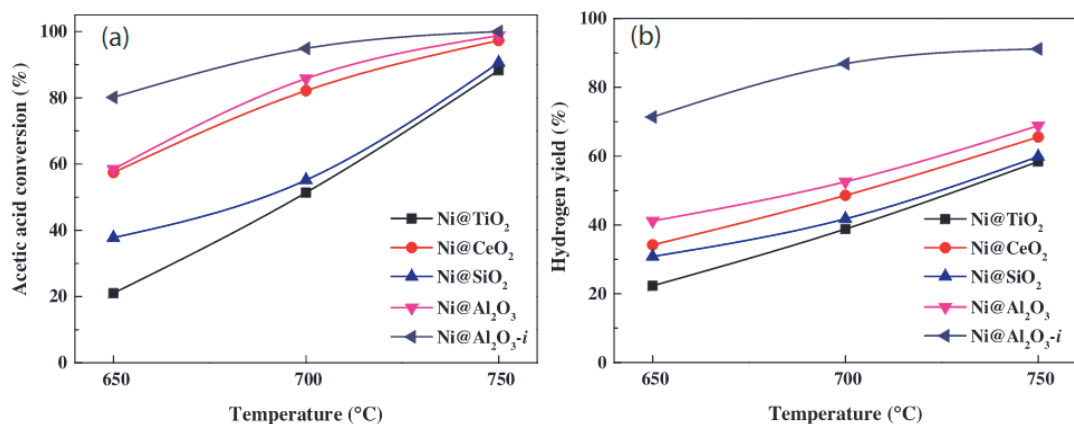 (a)
Acetic acid conversion (%)
100
80
60
40
20
0
Ni@TiO₂
Ni@CeO₂
Ni@SiO₂
Ni@Al₂O₃
Ni@Al₂O₃-i
650
700
750
Temperature (°C)
(b)
Hydrogen yield (%)
100
80
60
40
20
0
Ni@TiO₂
Ni@CeO₂
Ni@SiO₂
Ni@Al₂O₃
Ni@Al₂O₃-i
650
700
750
Temperature (°C)